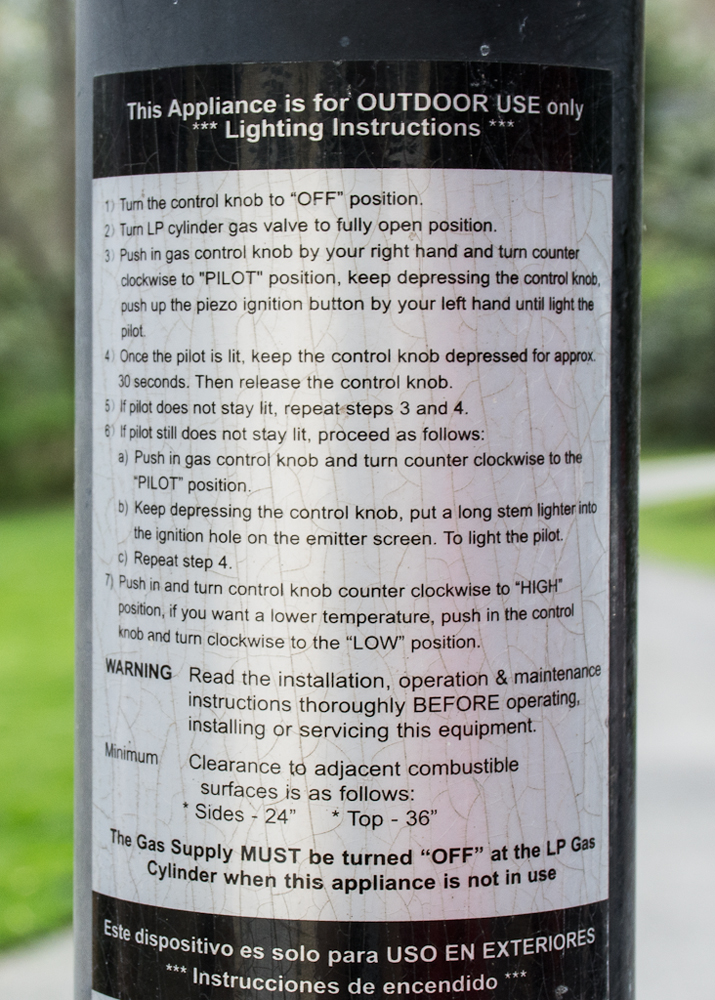 This Appliance is for OUTDOOR USE only
*** Lighting Instructions ***
1) Turn the control knob to “OFF” position.
2) Turn LP cylinder gas valve to fully open position.
3) Push in gas control knob by your right hand and turn counter
clockwise to "PILOT" position, keep depressing the control knob,
push up the piezo ignition button by your left hand until light the
pilot.
4) Once the pilot is lit, keep the control knob depressed for approx.
30 seconds. Then release the control knob.
5) If pilot does not stay lit, repeat steps 3 and 4.
6) If pilot still does not stay lit, proceed as follows:
a) Push in gas control knob and turn counter clockwise to the
“PILOT” position.
b) Keep depressing the control knob, put a long stem lighter into
the ignition hole on the emitter screen. To light the pilot.
c) Repeat step 4.
7) Push in and turn control knob counter clockwise to “HIGH”
position, if you want a lower temperature, push in the control
knob and turn clockwise to the “LOW” position.
WARNING Read the installation, operation & maintenance
instructions thoroughly BEFORE operating,
installing or servicing this equipment.
Minimum Clearance to adjacent combustible
surfaces is as follows:
* Sides - 24” * Top - 36”
The Gas Supply MUST be turned “OFF” at the LP Gas
Cylinder when this appliance is not in use
Este dispositivo es solo para USO EN EXTERIORES
*** Instrucciones de encendido ***